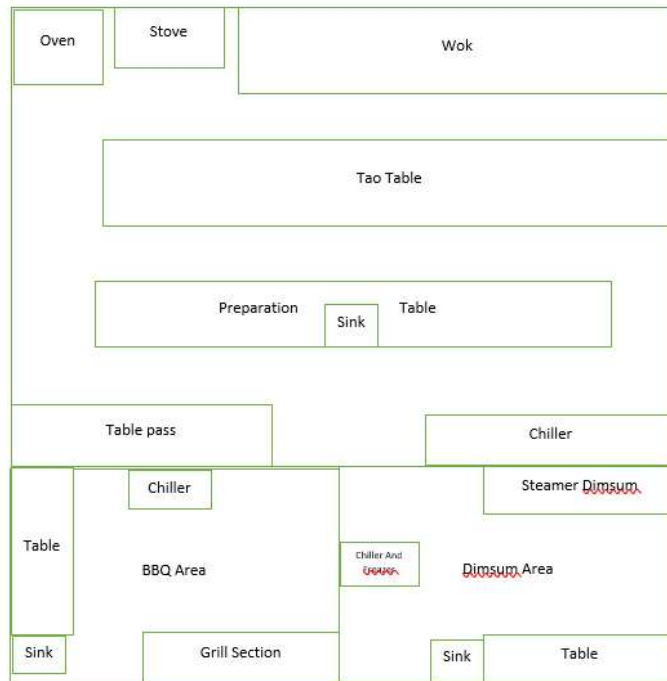 Oven
Stove
Wok
Tao Table
Preparation Table
Sink
Table pass
Chiller
Chiller
Steamer Dimsum
Table
BBQ Area
Chiller And
Dimsum Area
Sink
Grill Section
Sink
Table